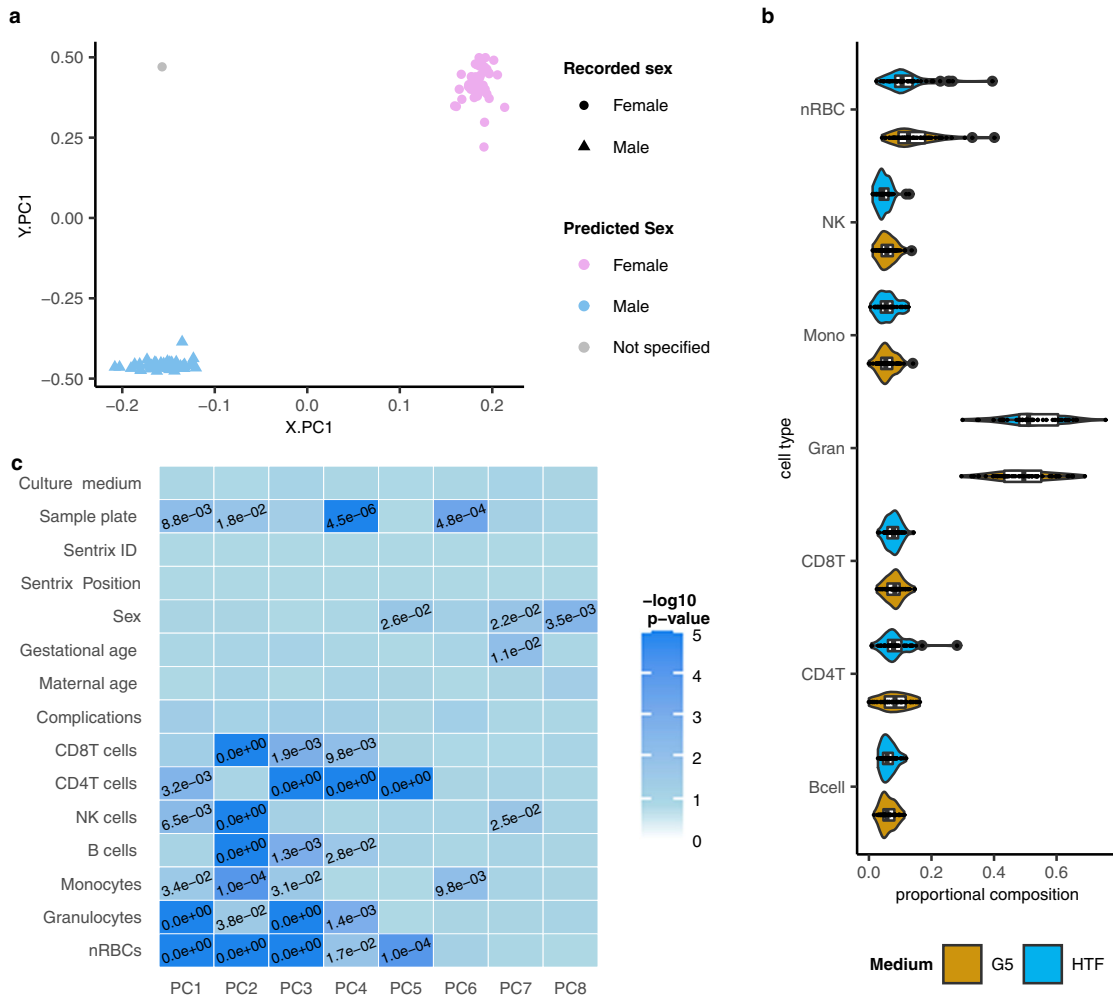 a
0.50
0.25
0.00
−0.25
−0.50
Y.PC1
−0.2
−0.1
0.0
0.1
0.2
X.PC1
Recorded sex
Female
Male
Predicted Sex
Female
Male
Not specified
b
nRBC
NK
Mono
Gran
CD8T
CD4T
Bcell
cell type
0.0
0.2
0.4
0.6
proportional composition
Medium
G5
HTF
c
Culture medium
Sample plate 8.8e−03 1.8e−02 4.5e−06 4.8e−04
Sentrix ID
Sentrix Position
Sex 2.6e−02 2.2e−02 3.5e−03
Gestational age 1.1e−02
Maternal age
Complications
CD8T cells 0.0e+00 1.9e−03 9.8e−03
CD4T cells 3.2e−03 0.0e+00 0.0e+00 0.0e+00
NK cells 6.5e−03 0.0e+00 2.5e−02
B cells 0.0e+00 1.3e−03 2.8e−02
Monocytes 3.4e−02 1.0e−04 3.1e−02 9.8e−03
Granulocytes 0.0e+00 3.8e−02 0.0e+00 1.4e−03
nRBCs 0.0e+00 0.0e+00 0.0e+00 1.7e−02 1.0e−04
PC1 PC2 PC3 PC4 PC5 PC6 PC7 PC8
−log10
p−value
5
4
3
2
1
0